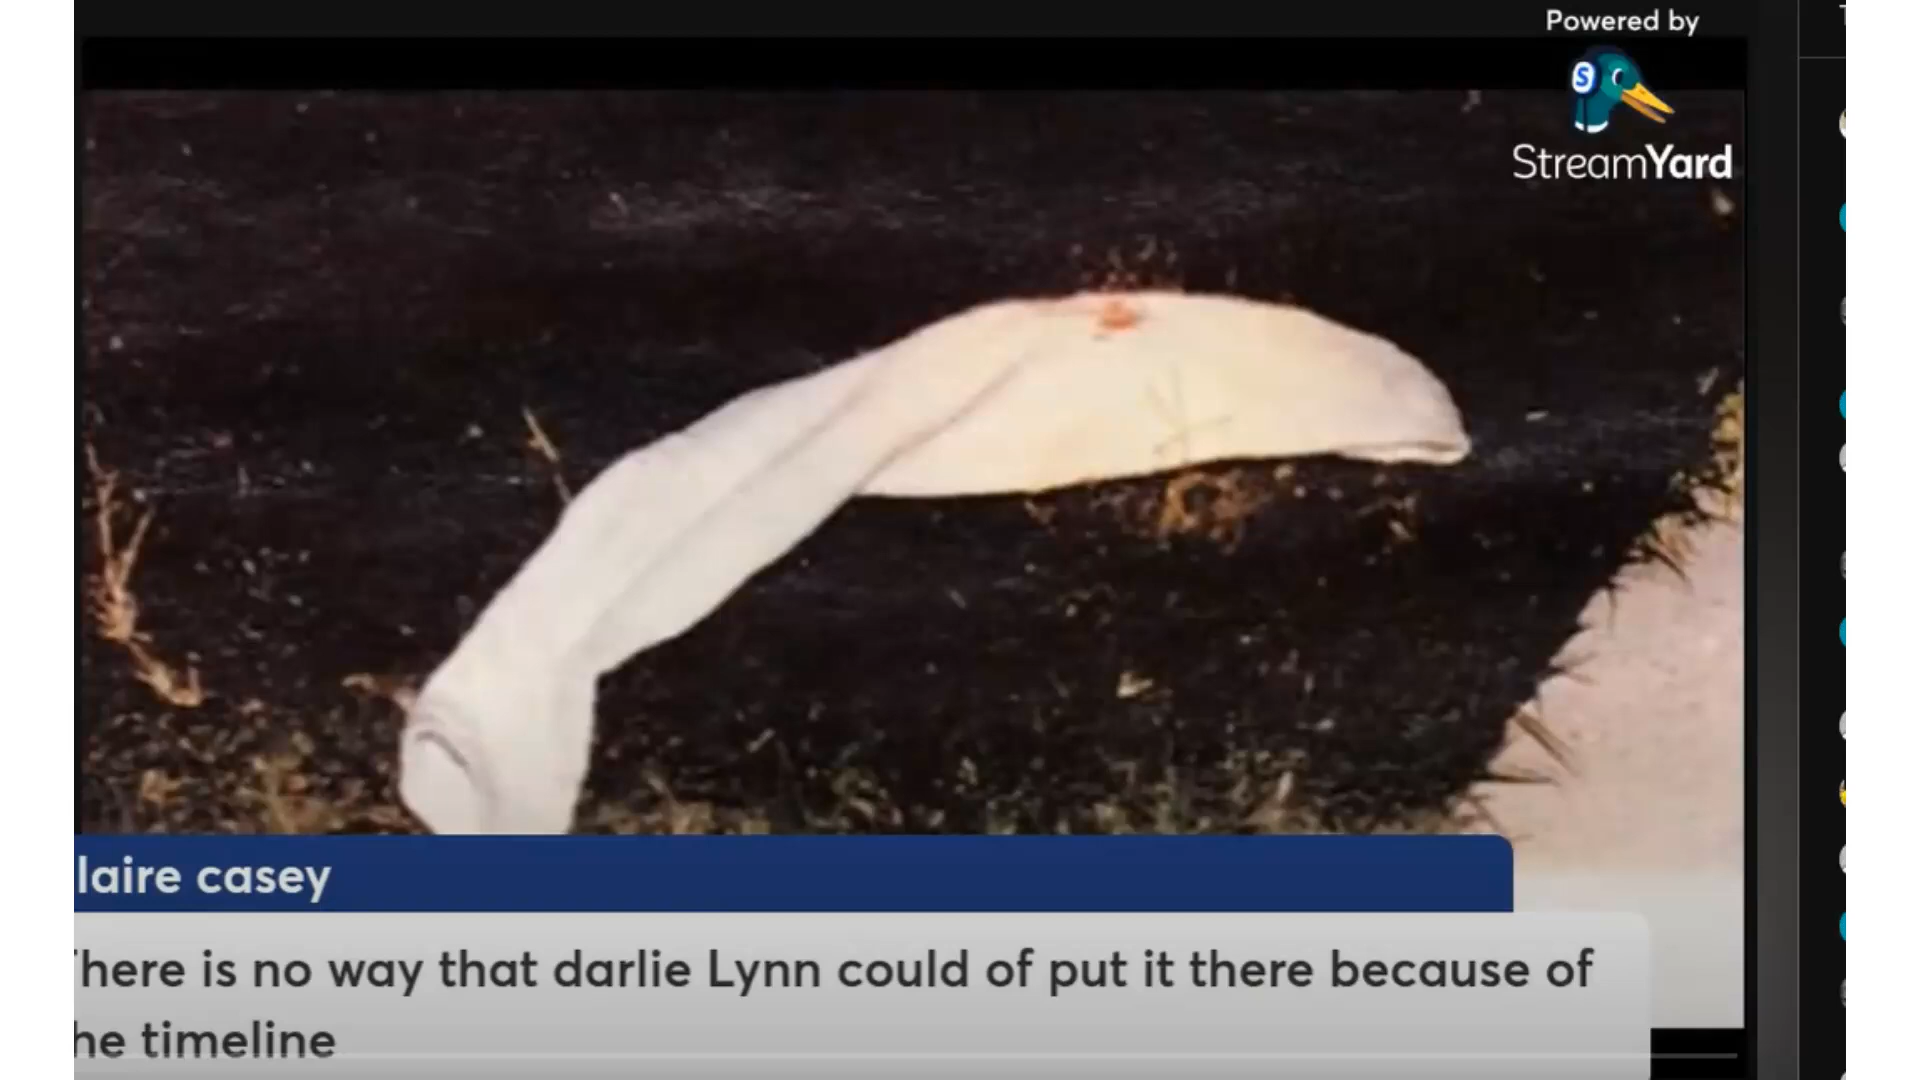 Powered by
S
StreamYard
laire casey
here is no way that darlie Lynn could of put it there because of
he timeline